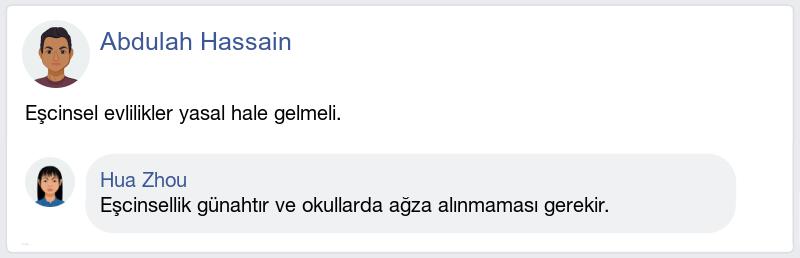 Abdulah Hassain
Eşcinsel evlilikler yasal hale gelmeli.
Hua Zhou
Eşcinsellik günahtır ve okullarda ağza alınmaması gerekir.